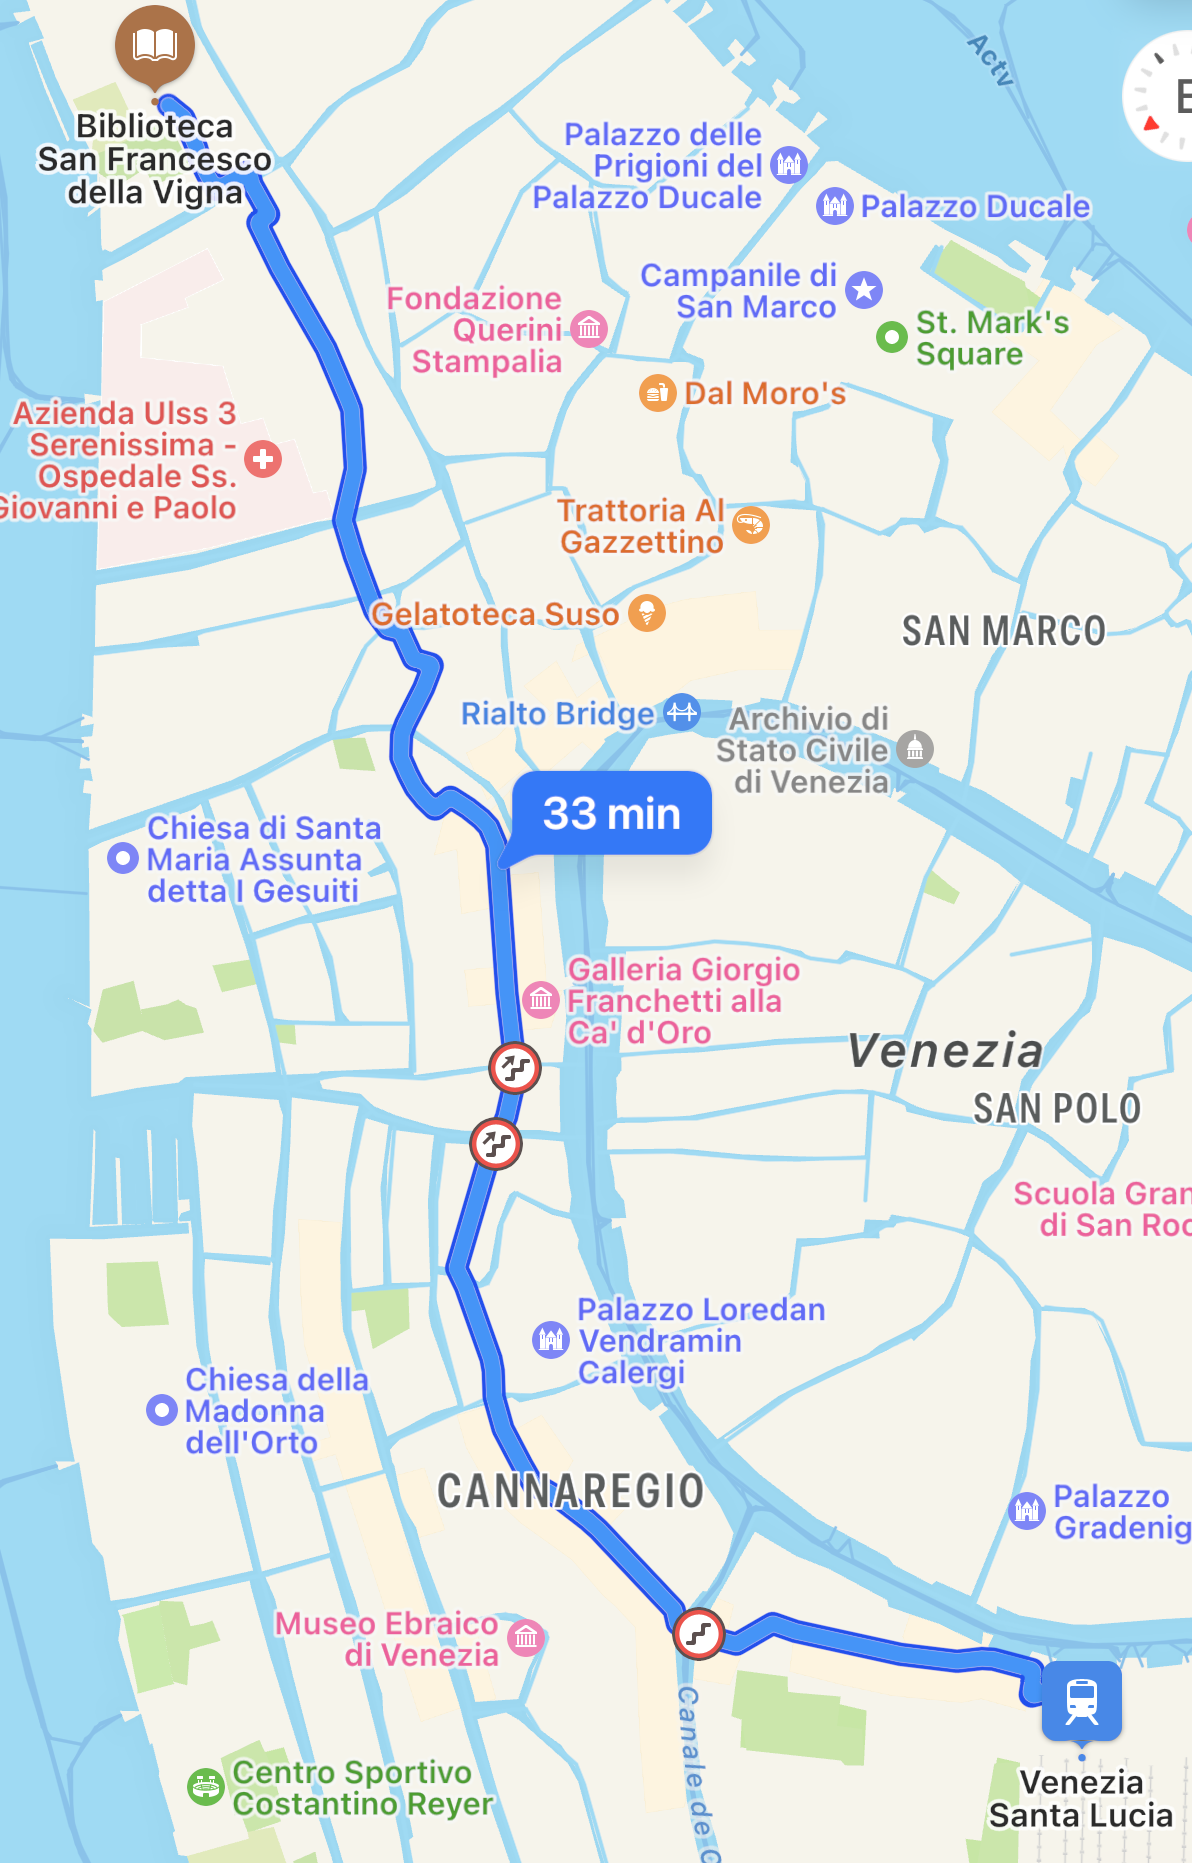 Actv
E
Biblioteca
San Francesco
della Vigna
Palazzo delle
Prigioni del
Palazzo Ducale
Palazzo Ducale
Campanile di
San Marco
Fondazione
Querini
Stampalia
St. Mark's
Square
Dal Moro's
Azienda Ulss 3
Serenissima -
Ospedale Ss.
Giovanni e Paolo
Trattoria Al
Gazzettino
Gelatoteca Suso
SAN MARCO
Rialto Bridge
Archivio di
Stato Civile
di Venezia
33 min
Chiesa di Santa
Maria Assunta
detta I Gesuiti
Galleria Giorgio
Franchetti alla
Ca' d'Oro
Venezia
SAN POLO
Scuola Gran
di San Roc
Palazzo Loredan
Vendramin
Calergi
Chiesa della
Madonna
dell'Orto
CANNAREGIO
Palazzo
Gradenig
Museo Ebraico
di Venezia
Canale de C
Centro Sportivo
Costantino Reyer
Venezia
Santa Lucia